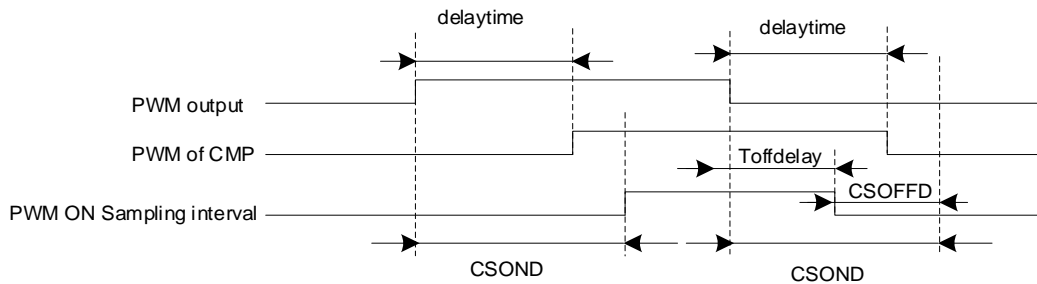 delaytime
delaytime
PWM output
PWM of CMP
Toffdelay
CSOFFD
PWM ON Sampling interval
CSOND
CSOND